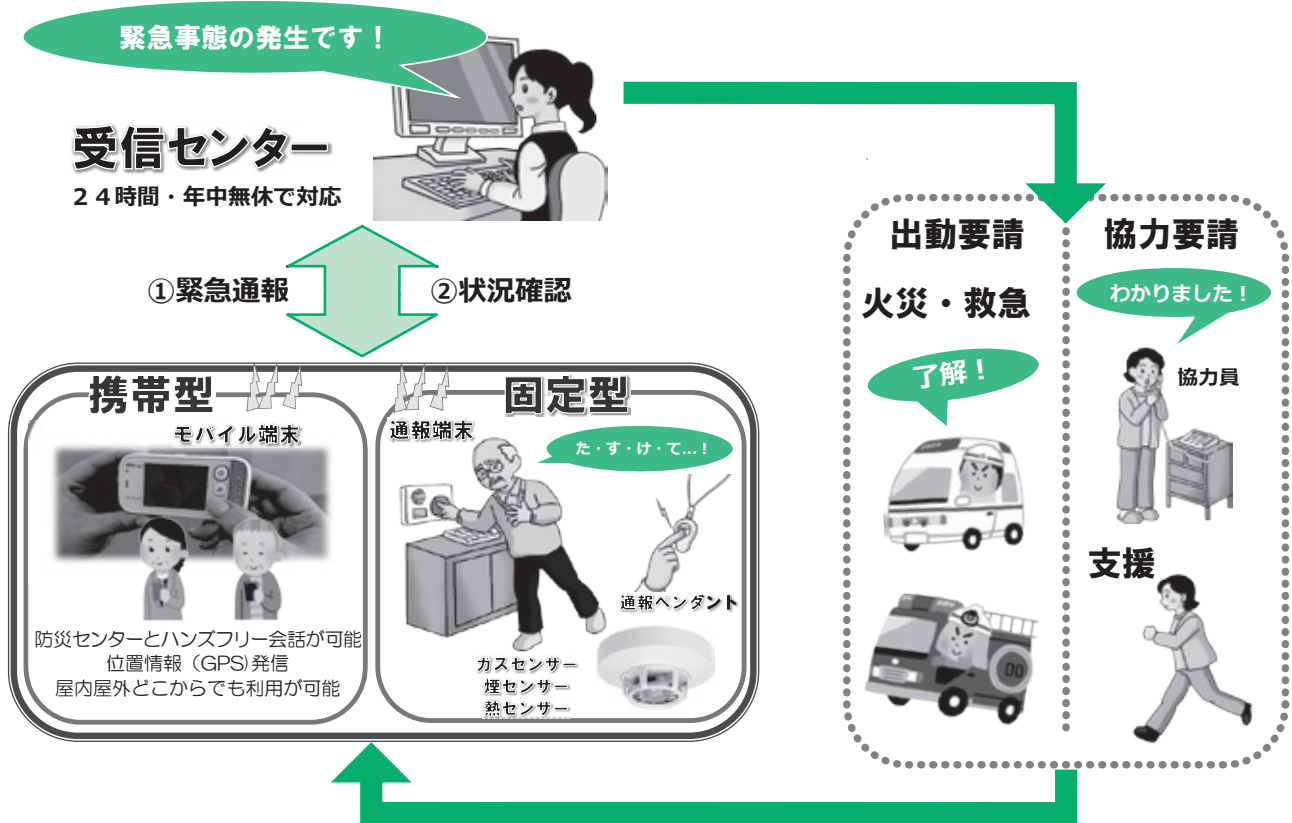 緊急事態の発生です！
受信センター
２４時間・年中無休で対応
①緊急通報
②状況確認
出動要請
火災・救急
了解！
協力要請
わかりました！
協力員
支援
携帯型
モバイル端末
防災センターとハンズフリー会話が可能
位置情報（GPS)発信
屋内屋外どこからでも利用が可能
固定型
通報端末
た・す・け・て…！
通報ペンダント
ガスセンサー
煙センサー
熱センサー